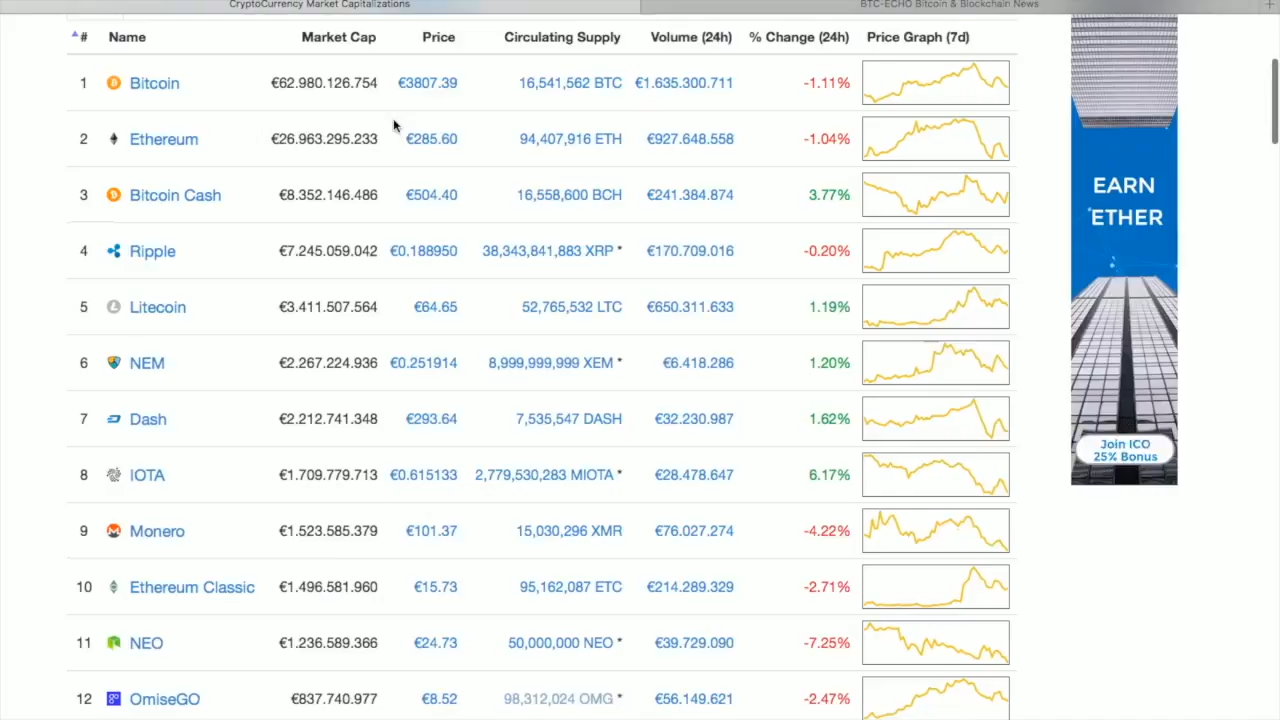 CryptoCurrency Market Capitalizations BTC-ECHO Bitcoin & Blockchain News
# Name Market Cap Price Circulating Supply Volume (24h) % Change (24h) Price Graph (7d)
1 Bitcoin €3807.39 16,541,562 BTC €1.635.300.711 -1.11%
2 Ethereum €26.963.295.233 94,407,916 ETH €927.648.558 -1.04%
3 Bitcoin Cash €8.352.146.486 €504.40 16,558,600 BCH €241.384.874 3.77%
4 Ripple €7.245.059.042 €0.188950 38,343,841,883 XRP * €170.709.016 -0.20%
5 Litecoin €3.411.507.564 €64.65 52,765,532 LTC €650.311.633 1.19%
6 NEM €2.267.224.936 €0.251914 8,999,999,999 XEM * €6.418.286 1.20%
7 Dash €2.212.741.348 €293.64 7,535,547 DASH €32.230.987 1.62%
8 IOTA €1.709.779.713 €0.615133 2,779,530,283 MIOTA * €28.478.647 6.17%
9 Monero €1.523.585.379 €101.37 15,030,296 XMR €76.027.274 -4.22%
10 Ethereum Classic €1.496.581.960 €15.73 95,162,087 ETC €214.289.329 -2.71%
11 NEO €1.236.589.366 €24.73 50,000,000 NEO * €39.729.090 -7.25%
12 OmiseGO €837.740.977 €8.52 98,312,024 OMG * €56.149.621 -2.47%
EARN
ETHER
Join ICO
25% Bonus